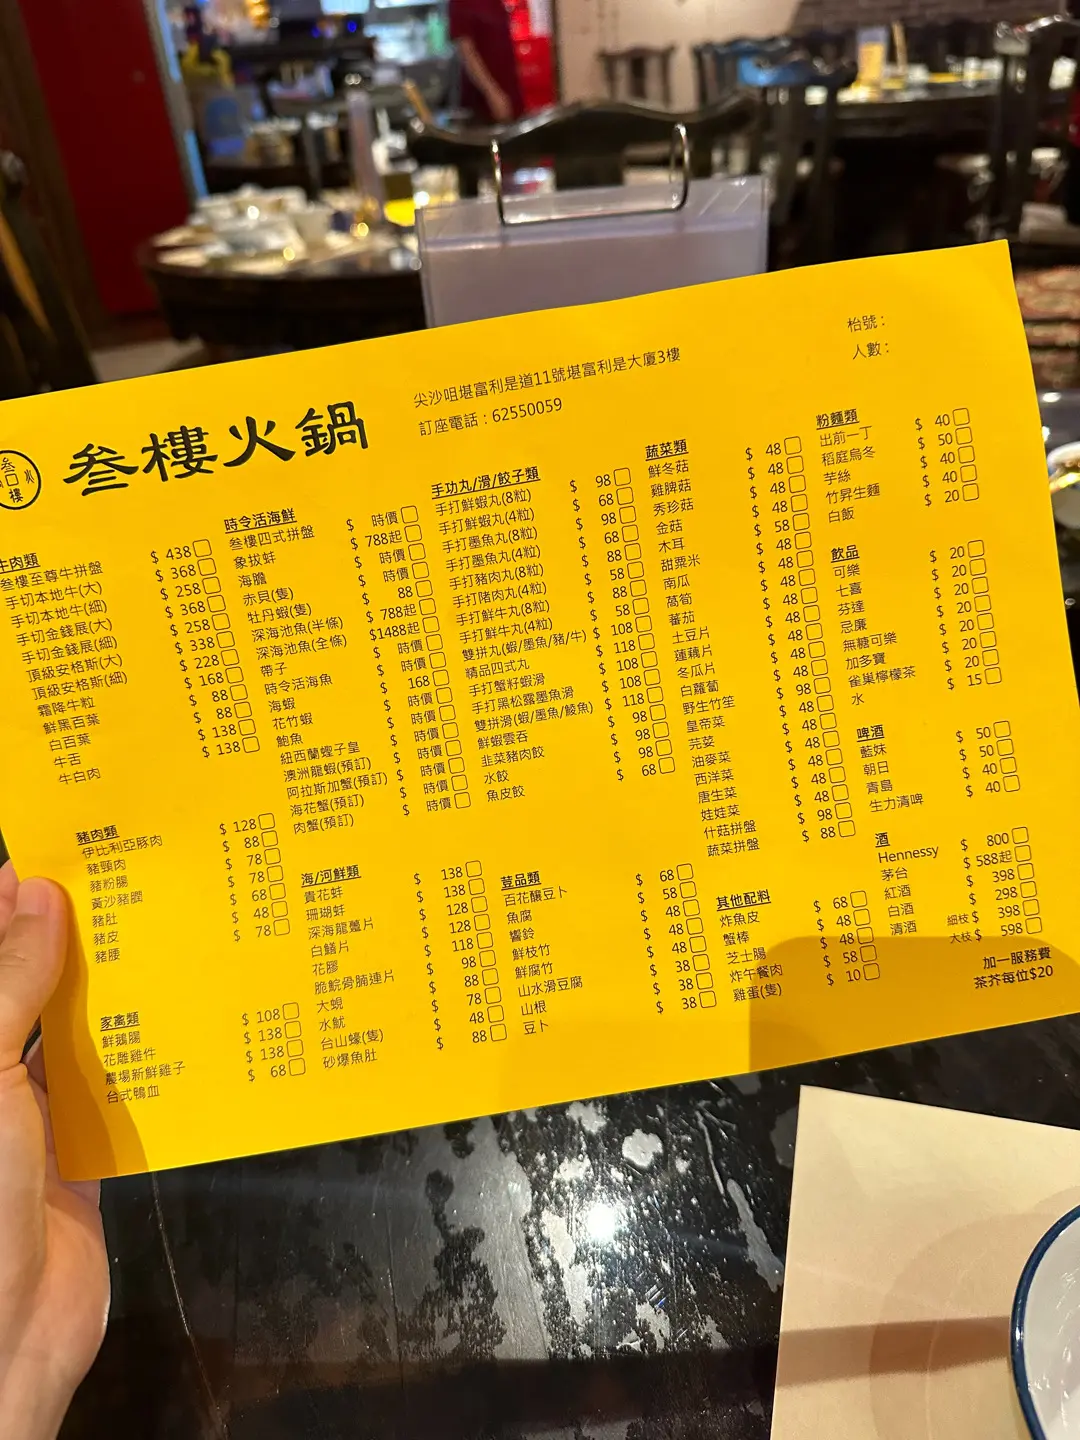 叁樓火鍋
叁樓火鍋
尖沙咀堪富利是道11號堪富利是大廈3樓
訂座電話：62550059
枱號：
人數：
牛肉類
叁樓至尊牛拼盤 $ 438
手切本地牛(大) $ 368
手切本地牛(細) $ 258
手切金錢展(大) $ 368
手切金錢展(細) $ 258
頂級安格斯(大) $ 338
頂級安格斯(細) $ 228
霜降牛粒 $ 168
鮮黑百葉 $ 88
白百葉 $ 88
牛舌 $ 138
牛白肉 $ 138
豬肉類
伊比利亞豚肉 $ 128
豬頸肉 $ 88
豬粉腸 $ 78
黃沙豬膶 $ 78
豬肚 $ 68
豬皮 $ 48
豬腰 $ 78
家禽類
鮮鵝腸 $ 108
花雕雞件 $ 138
農場新鮮雞子 $ 138
台式鴨血 $ 68
時令活海鮮
叁樓四式拼盤 $ 時價
象拔蚌 $ 788起
海膽 $ 時價
赤貝(隻) $ 時價
牡丹蝦(隻) $ 88
深海池魚(半條) $ 788起
深海池魚(全條) $1488起
帶子 $ 時價
時令活海魚 $ 時價
海蝦 $ 168
花竹蝦 $ 時價
鮑魚 $ 時價
紐西蘭蟶子皇 $ 時價
澳洲龍蝦(預訂) $ 時價
阿拉斯加蟹(預訂) $ 時價
海花蟹(預訂) $ 時價
肉蟹(預訂) $ 時價
海/河鮮類
貴花蚌 $ 138
珊瑚蚌 $ 138
深海龍躉片 $ 128
白鱔片 $ 128
花膠 $ 118
脆鯇骨腩連片 $ 98
大蜆 $ 88
水魷 $ 78
台山蠔(隻) $ 48
砂爆魚肚 $ 88
手功丸/滑/餃子類
手打鮮蝦丸(8粒) $ 98
手打鮮蝦丸(4粒) $ 68
手打墨魚丸(8粒) $ 98
手打墨魚丸(4粒) $ 68
手打豬肉丸(8粒) $ 88
手打豬肉丸(4粒) $ 58
手打鮮牛丸(8粒) $ 88
手打鮮牛丸(4粒) $ 58
雙拼丸(蝦/墨魚/豬/牛) $ 108
精品四式丸 $ 118
手打蟹籽蝦滑 $ 108
手打黑松露墨魚滑 $ 108
雙拼滑(蝦/墨魚/鯪魚) $ 118
鮮蝦雲吞 $ 98
韮菜豬肉餃 $ 98
水餃 $ 98
魚皮餃 $ 68
荳品類
百花釀豆卜 $ 68
魚腐 $ 58
響鈴 $ 48
鮮枝竹 $ 48
鮮腐竹 $ 48
山水滑豆腐 $ 38
山根 $ 38
豆卜 $ 38
蔬菜類
鮮冬菇 $ 48
雞脾菇 $ 48
秀珍菇 $ 48
金菇 $ 48
木耳 $ 58
甜粟米 $ 48
南瓜 $ 48
萵筍 $ 48
蕃茄 $ 48
土豆片 $ 48
蓮藕片 $ 48
冬瓜片 $ 48
白蘿蔔 $ 48
野生竹笙 $ 98
皇帝菜 $ 48
芫荽 $ 48
油麥菜 $ 48
西洋菜 $ 48
唐生菜 $ 48
娃娃菜 $ 48
什菇拼盤 $ 98
蔬菜拼盤 $ 88
其他配料
炸魚皮 $ 68
蟹棒 $ 48
芝士腸 $ 48
炸午餐肉 $ 58
雞蛋(隻) $ 10
粉麵類
出前一丁 $ 40
稻庭烏冬 $ 50
芋絲 $ 40
竹昇生麵 $ 40
白飯 $ 20
飲品
可樂 $ 20
七喜 $ 20
芬達 $ 20
忌廉 $ 20
無糖可樂 $ 20
加多寶 $ 20
雀巢檸檬茶 $ 20
水 $ 15
啤酒
藍妹 $ 50
朝日 $ 50
青島 $ 40
生力清啤 $ 40
酒
Hennessy $ 800
茅台 $ 588起
紅酒 $ 398
白酒 $ 298
清酒 細枝 $ 398
大枝 $ 598
加一服務費
茶芥每位$20